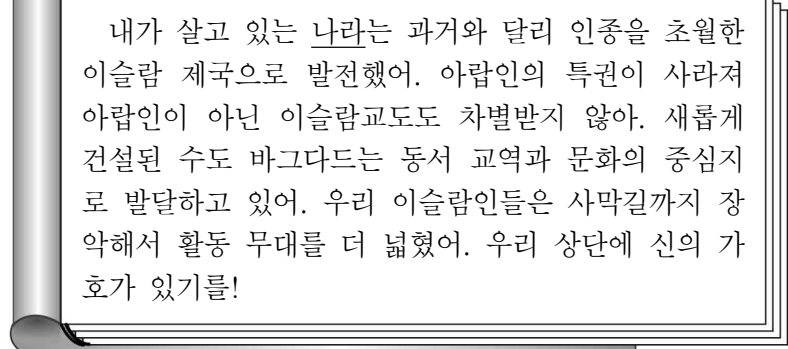 내가 살고 있는 나라는 과거와 달리 인종을 초월한
이슬람 제국으로 발전했어. 아랍인의 특권이 사라져
아랍인이 아닌 이슬람교도도 차별받지 않아. 새롭게
건설된 수도 바그다드는 동서 교역과 문화의 중심지
로 발달하고 있어. 우리 이슬람인들은 사막길까지 장
악해서 활동 무대를 더 넓혔어. 우리 상단에 신의 가
호가 있기를!